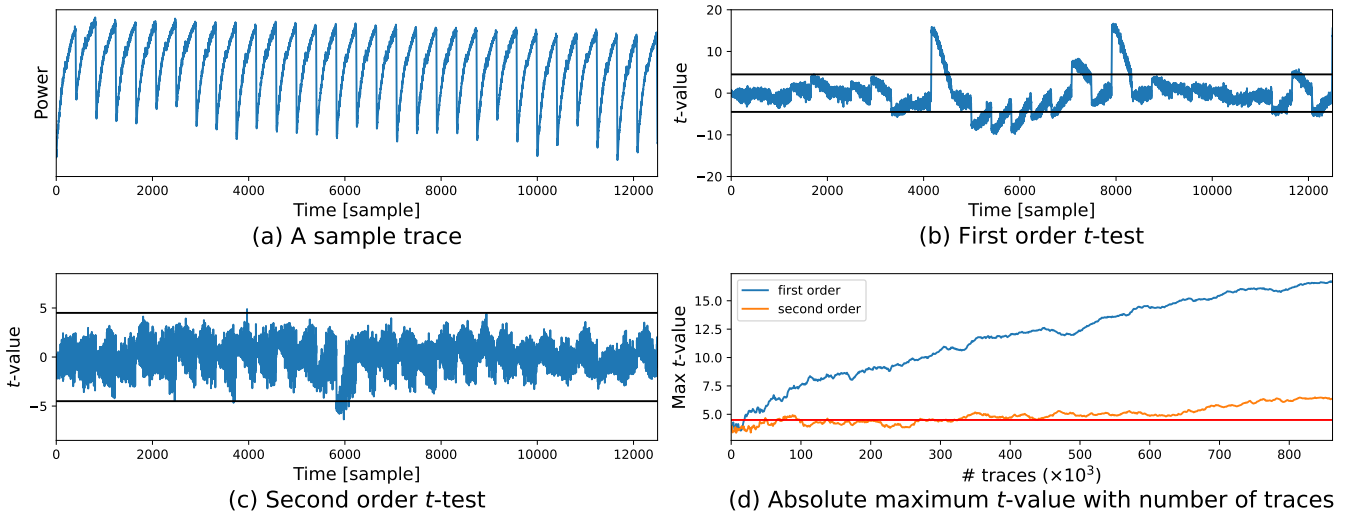 Power
0 2000 4000 6000 8000 10000 12000
Time [sample]
(a) A sample trace
t-value
20
10
0
−10
−20
0 2000 4000 6000 8000 10000 12000
Time [sample]
(b) First order t-test
t-value
5
0
−5
0 2000 4000 6000 8000 10000 12000
Time [sample]
(c) Second order t-test
Max t-value
15.0
12.5
10.0
7.5
5.0
first order
second order
0 100 200 300 400 500 600 700 800
# traces (×10³)
(d) Absolute maximum t-value with number of traces